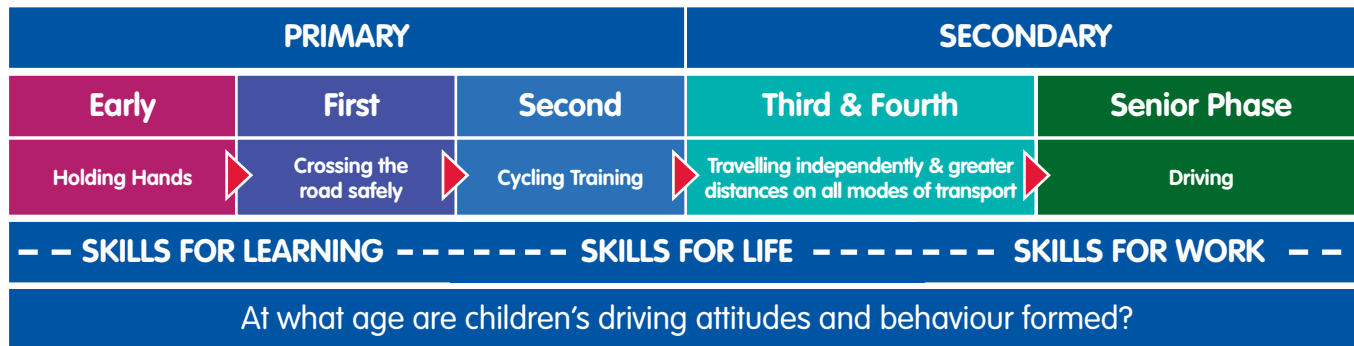 PRIMARY
SECONDARY
Early
First
Second
Third & Fourth
Senior Phase
Holding Hands
Crossing the
road safely
Cycling Training
Travelling independently & greater
distances on all modes of transport
Driving
– – SKILLS FOR LEARNING – – – – – – – SKILLS FOR LIFE – – – – – – – SKILLS FOR WORK – –
At what age are children’s driving attitudes and behaviour formed?